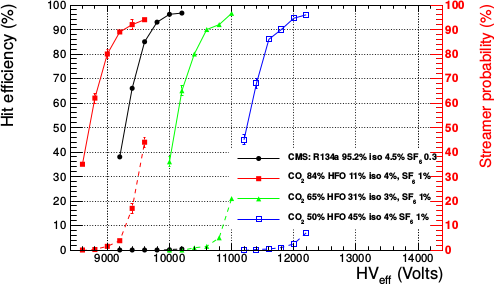 Hit efficiency (%)
Streamer probability (%)
100 100
90 90
80 80
70 70
60 60
50 50
40 40
30 30
20 20
10 10
0 0
CMS: R134a 95.2% Iso 4.5% SF6 0.3
CO2 84% HFO 11% Iso 4%, SF6 1%
CO2 65% HFO 31% Iso 3%, SF6 1%
CO2 50% HFO 45% Iso 4% SF6 1%
9000 10000 11000 12000 13000 14000
HVeff (Volts)